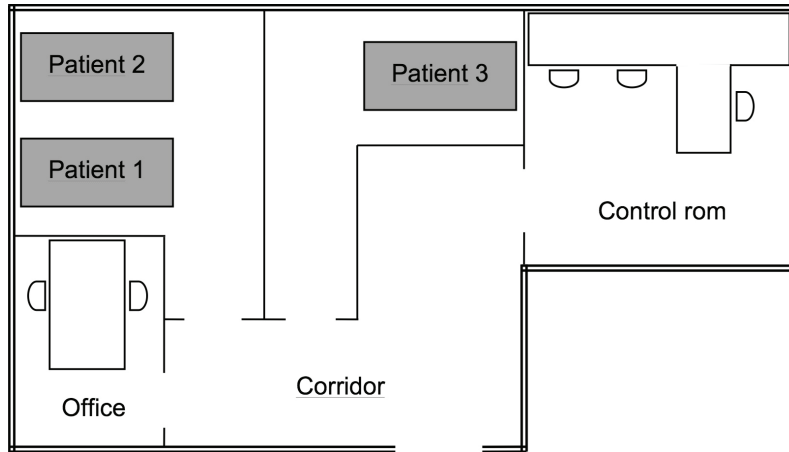 Patient 2
Patient 3
Patient 1
Control rom
Corridor
Office